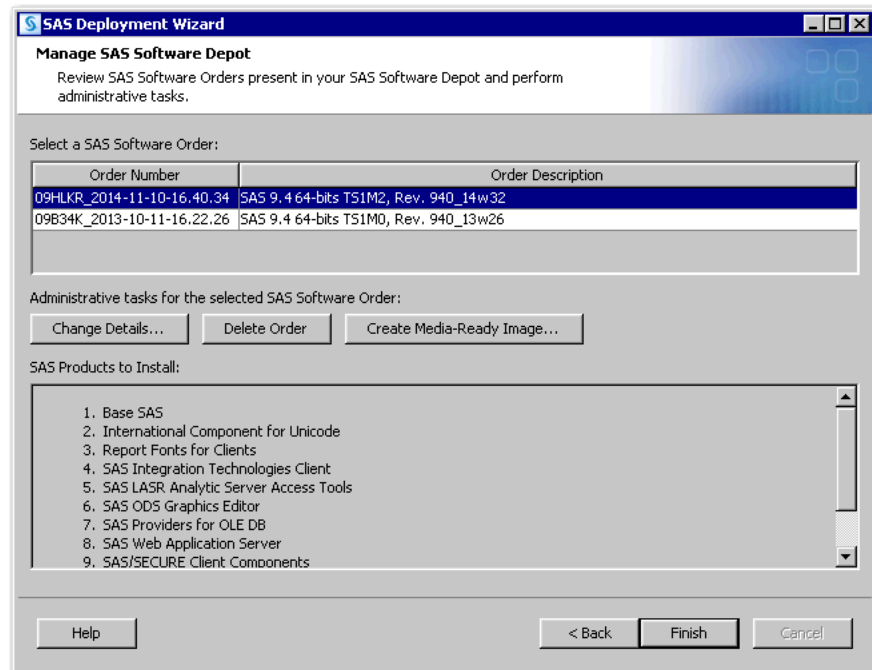 SAS Deployment Wizard
Manage SAS Software Depot
Review SAS Software Orders present in your SAS Software Depot and perform
administrative tasks.
Select a SAS Software Order:
Order Number Order Description
09HLKR_2014-11-10-16.40.34 SAS 9.4 64-bits TS1M2, Rev. 940_14w32
09B34K_2013-10-11-16.22.26 SAS 9.4 64-bits TS1M0, Rev. 940_13w26
Administrative tasks for the selected SAS Software Order:
Change Details... Delete Order Create Media-Ready Image...
SAS Products to Install:
1. Base SAS
2. International Component for Unicode
3. Report Fonts for Clients
4. SAS Integration Technologies Client
5. SAS LASR Analytic Server Access Tools
6. SAS ODS Graphics Editor
7. SAS Providers for OLE DB
8. SAS Web Application Server
9. SAS/SECURE Client Components
Help < Back Finish Cancel